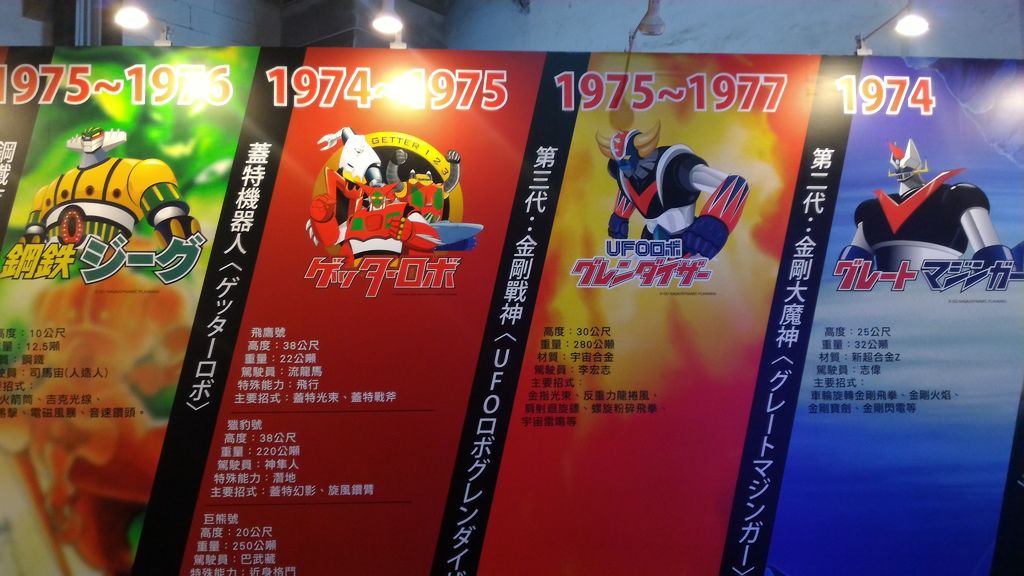 1975~1976
鋼鉄
ジーグ
高度：10公尺
重量：12.5噸
鋼鐵
司馬宙(人造人)
主要招式：
火箭筒、吉克光線、
電磁風暴、音速鑽頭。
蓋特機器人〈ゲッターロボ〉
1974~1975
GETTER 1 2 3
ゲッターロボ
飛鷹號
高度：38公尺
重量：22公噸
駕駛員：流龍馬
特殊能力：飛行
主要招式：蓋特光束、蓋特戰斧
獵豹號
高度：38公尺
重量：220公噸
駕駛員：神隼人
特殊能力：潛地
主要招式：蓋特幻影、旋風鑽臂
巨熊號
高度：20公尺
重量：250公噸
駕駛員：巴武藏
特殊能力：近身格鬥
第三代：金剛戰神〈UFOロボグレンダイザ
1975~1977
UFOロボ
グレンダイザー
高度：30公尺
重量：280公噸
材質：宇宙合金
駕駛員：李宏志
主要招式：
金指光束、反重力龍捲風、
肩射迴旋鏢、螺旋粉碎飛拳、
宇宙雷鳴等
第二代：金剛大魔神〈グレートマジンガー〉
1974
グレート マジンガー
高度：25公尺
重量：32公噸
材質：新超合金Z
駕駛員：志偉
主要招式：
車輪旋轉金剛飛拳、金剛火焰、
金剛寶劍、金剛閃電等